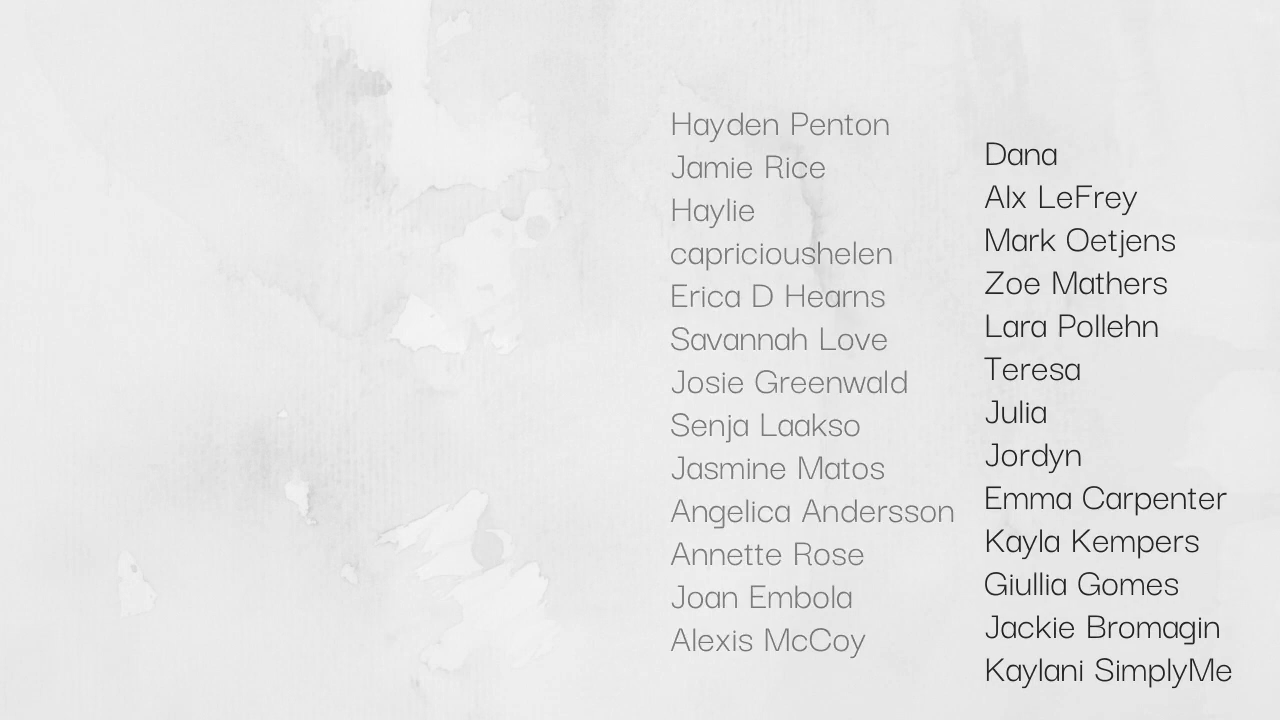 Hayden Penton
Jamie Rice
Haylie
capricioushelen
Erica D Hearns
Savannah Love
Josie Greenwald
Senja Laakso
Jasmine Matos
Angelica Andersson
Annette Rose
Joan Embola
Alexis McCoy
Dana
Alx LeFrey
Mark Oetjens
Zoe Mathers
Lara Pollehn
Teresa
Julia
Jordyn
Emma Carpenter
Kayla Kempers
Giullia Gomes
Jackie Bromagin
Kaylani SimplyMe